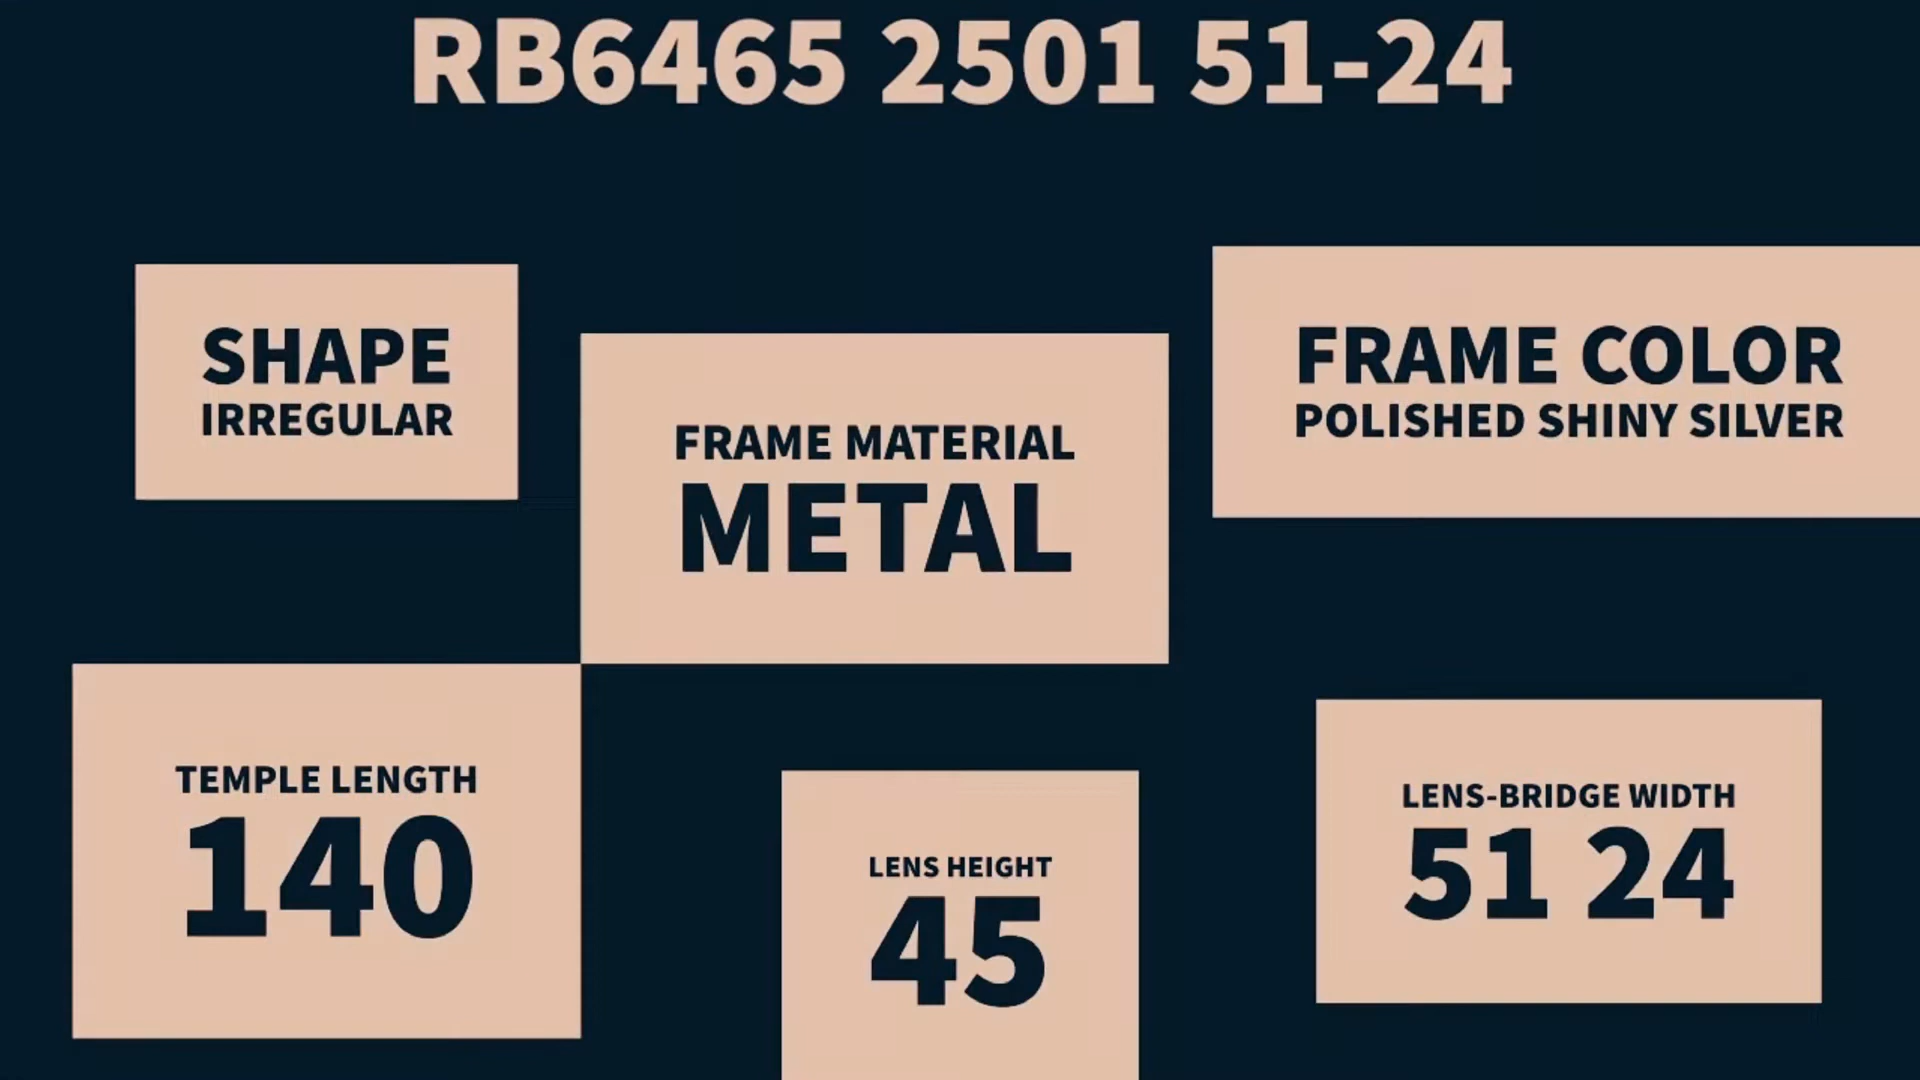 RB6465 2501 51-24
SHAPE
IRREGULAR
FRAME MATERIAL
METAL
FRAME COLOR
POLISHED SHINY SILVER
TEMPLE LENGTH
140
LENS HEIGHT
45
LENS-BRIDGE WIDTH
51 24